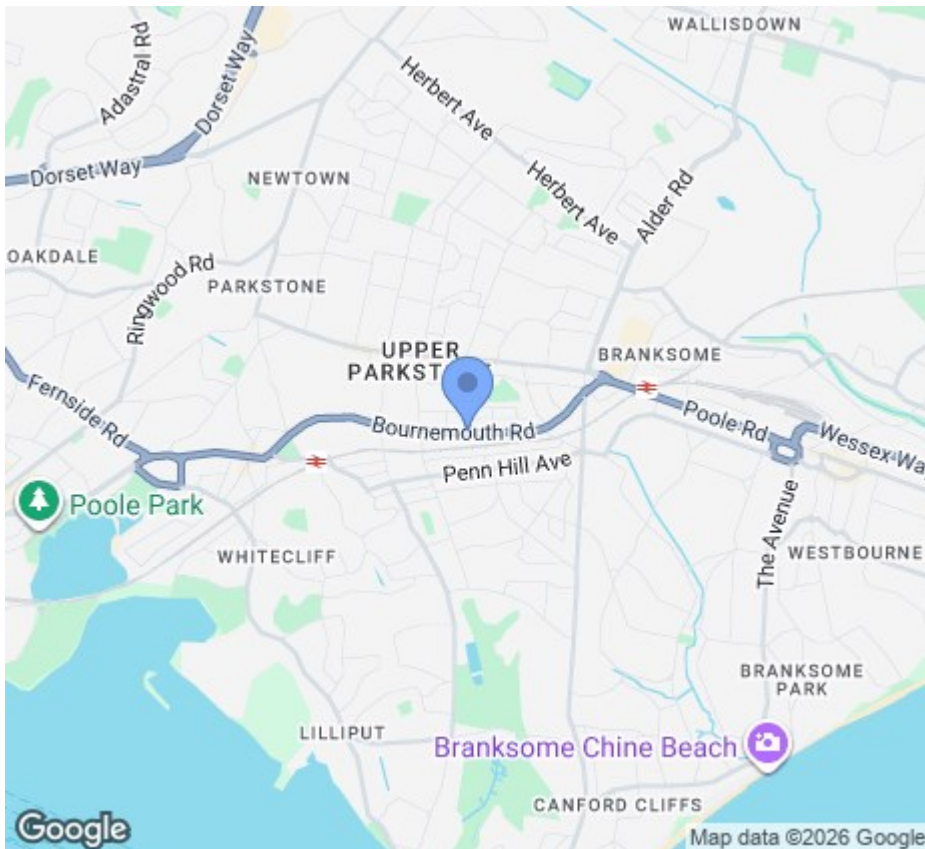 WALLISDOWN
Adastral Rd
Dorset Way
Herbert Ave
Dorset Way
NEWTOWN
Herbert Ave
Alder Rd
OAKDALE
Ringwood Rd
PARKSTONE
UPPER
BRANKSOME
Fernside Rd
Bournemouth Rd
Poole Rd
Wessex Wa
Penn Hill Ave
Poole Park
The Avenue
WHITECLIFF
WESTBOURNE
BRANKSOME
PARK
LILLIPUT
Branksome Chine Beach
CANFORD CLIFFS
Google
Map data ©2026 Google